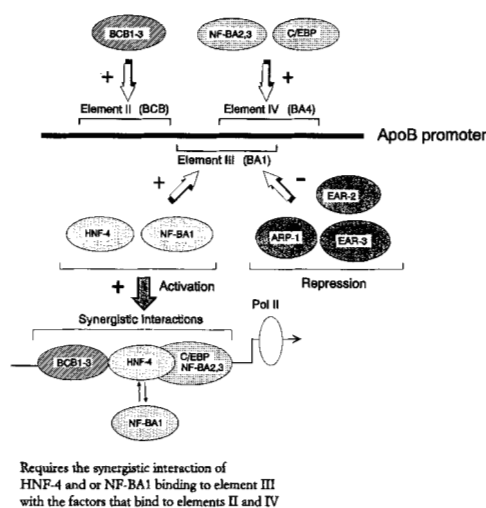 BCB1-3
NF-BA2,3
C/EBP
+
+
Element II (BCB)
Element IV (BA4)
ApoB promoter
Element III (BA1)
+
−
EAR-2
HNF-4
NF-BA1
ARP-1
EAR-3
+ Activation
Repression
Pol II
Synergistic Interactions
BCB1-3
HNF-4
C/EBP
NF-BA2,3
NF-BA1
Requires the synergistic interaction of
HNF-4 and or NF-BA1 binding to element III
with the factors that bind to elements II and IV